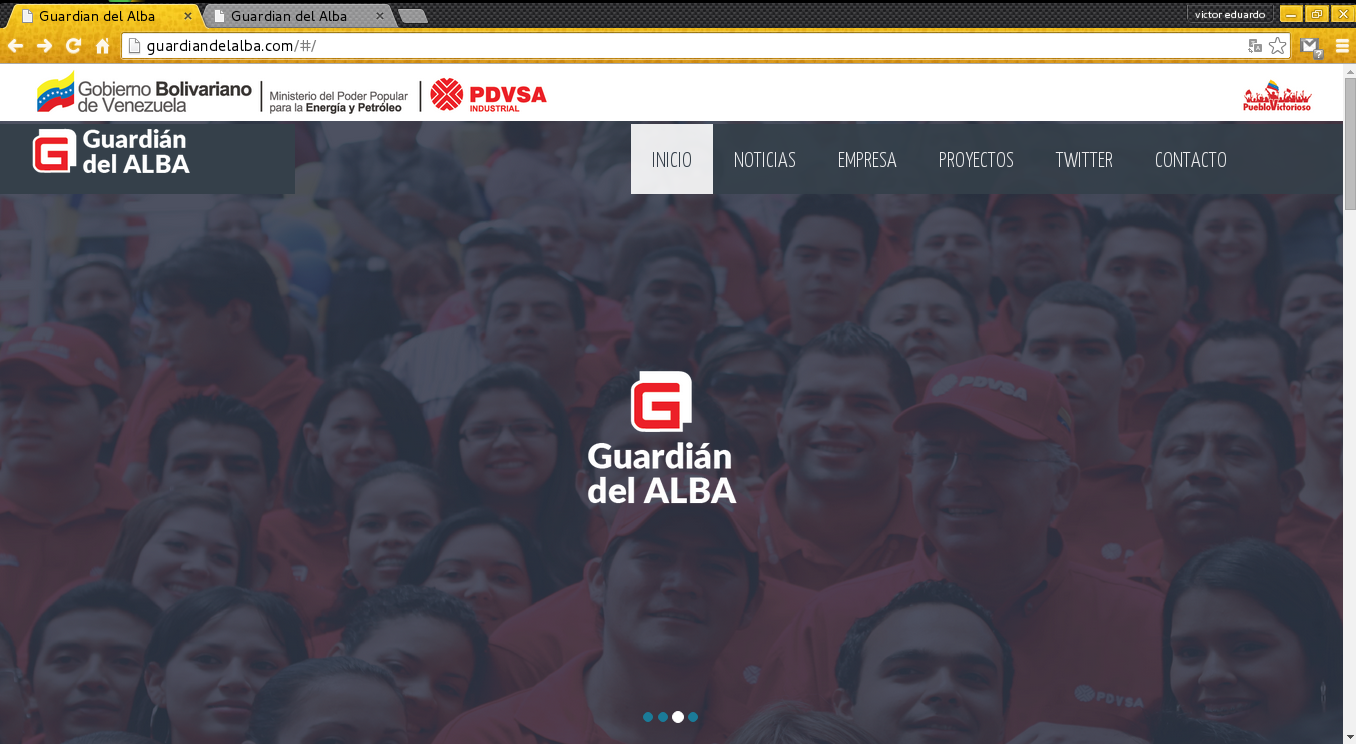 Guardian del Alba
Guardian del Alba
victor eduardo
guardiandelalba.com/#/
Gobierno Bolivariano
de Venezuela
Ministerio del Poder Popular
para la Energía y Petróleo
PDVSA
INDUSTRIAL
PuebloVictorioso
Guardián
del ALBA
INICIO NOTICIAS EMPRESA PROYECTOS TWITTER CONTACTO
PDVSA
G
Guardián
del ALBA
PDVSA